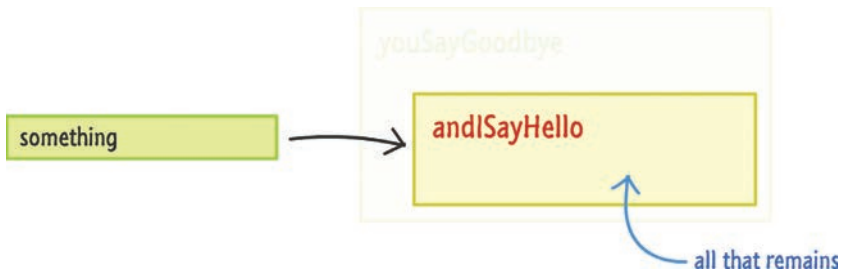 youSayGoodbye
something
andISayHello
all that remains